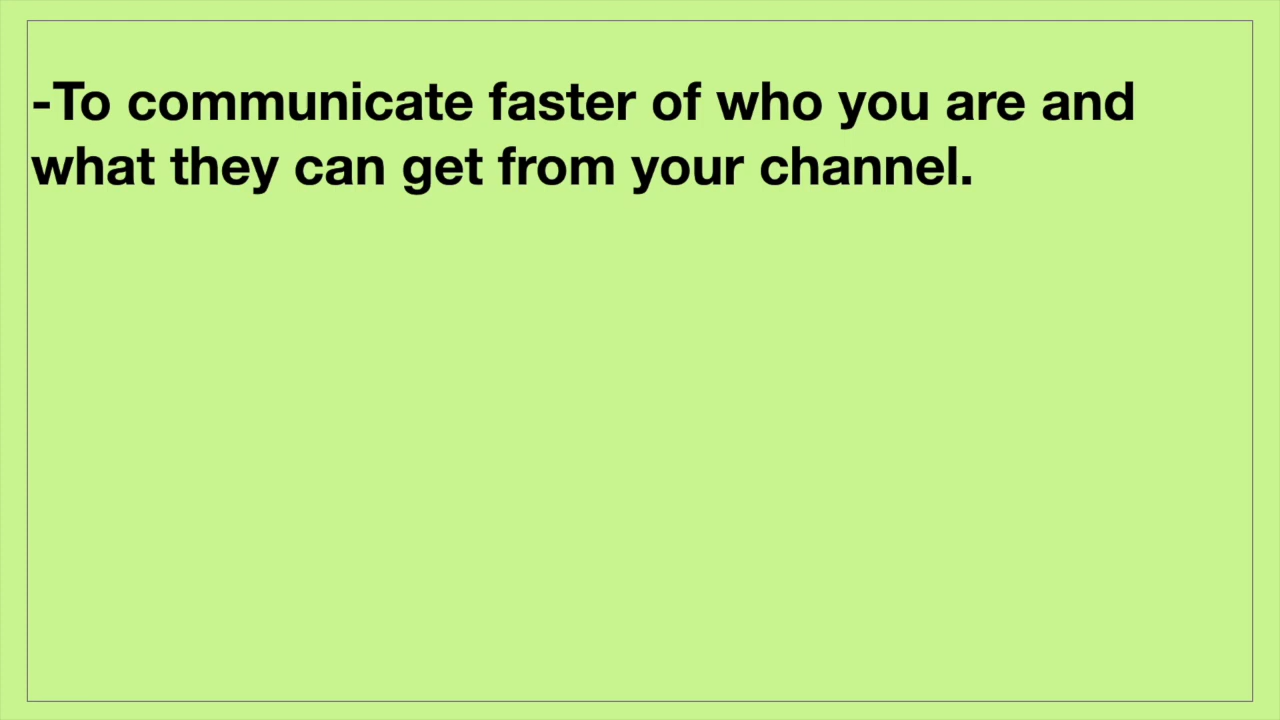 -To communicate faster of who you are and
what they can get from your channel.